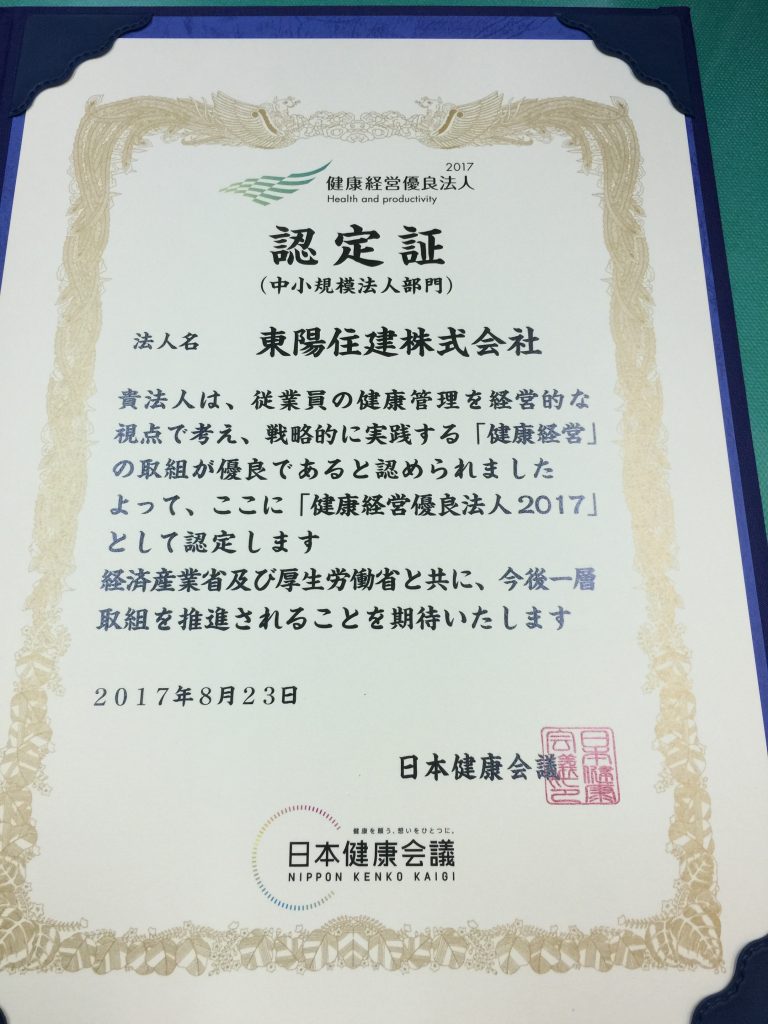 2017
健康経営優良法人
Health and productivity
認定証
（中小規模法人部門）
法人名 東陽住建株式会社
貴法人は、従業員の健康管理を経営的な
視点で考え、戦略的に実践する「健康経営」
の取組が優良であると認められました
よって、ここに「健康経営優良法人2017」
として認定します
経済産業省及び厚生労働省と共に、今後一層
取組を推進されることを期待いたします
2017年8月23日
日本健康会議
日本健康
会議之印
健康を願う、想いをひとつに。
日本健康会議
NIPPON KENKO KAIGI